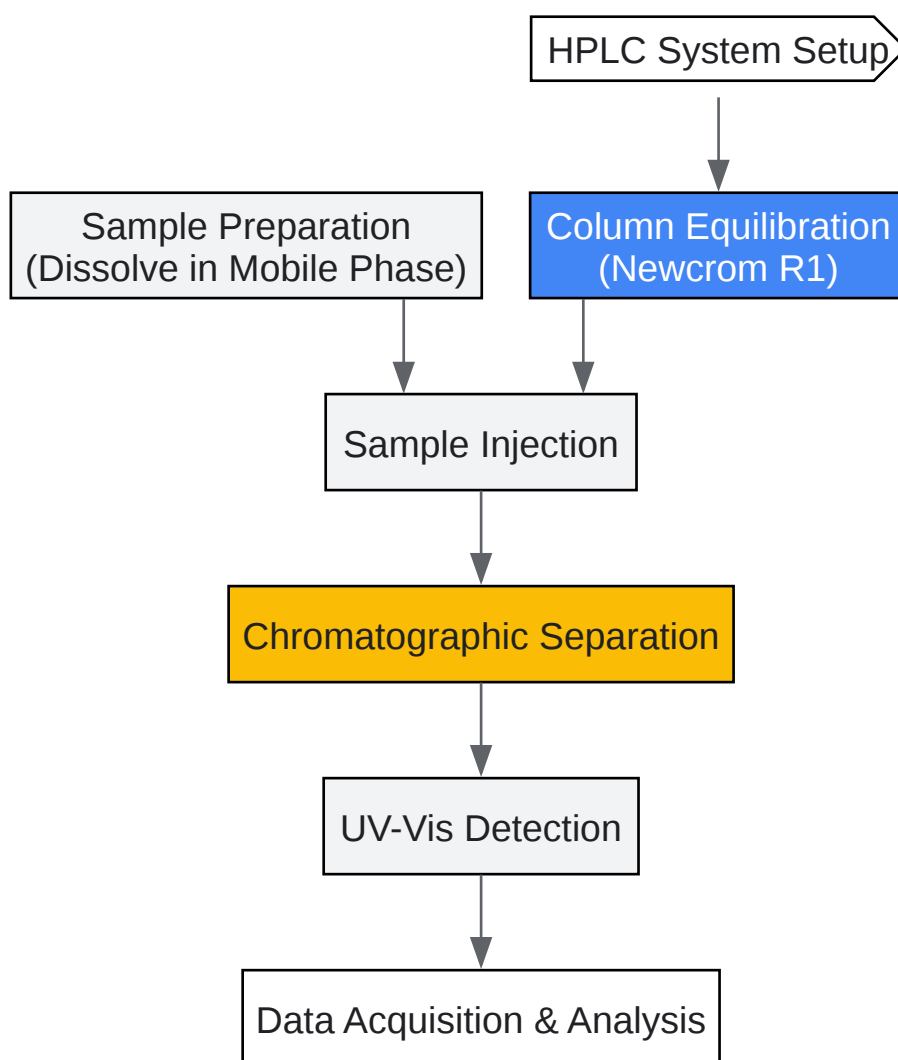 HPLC System Setup
Sample Preparation
(Dissolve in Mobile Phase)
Column Equilibration
(Newcrom R1)
Sample Injection
Chromatographic Separation
UV-Vis Detection
Data Acquisition & Analysis